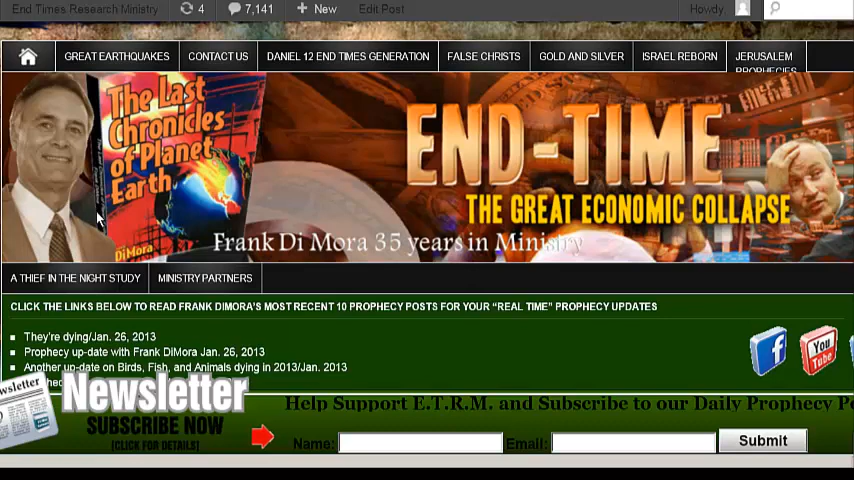 End Times Research Ministry
4
7,141
New
Edit Post
Howdy
GREAT EARTHQUAKES
CONTACT US
DANIEL 12 END TIMES GENERATION
FALSE CHRISTS
GOLD AND SILVER
ISRAEL REBORN
JERUSALEM
PROPHECIES
The Last
Chronicles
of Planet
Earth
DiMora
END-TIME
THE GREAT ECONOMIC COLLAPSE
Frank Di Mora 35 years in Ministry
A THIEF IN THE NIGHT STUDY
MINISTRY PARTNERS
CLICK THE LINKS BELOW TO READ FRANK DIMORA'S MOST RECENT 10 PROPHECY POSTS FOR YOUR “REAL TIME” PROPHECY UPDATES
They're dying/Jan. 26, 2013
Prophecy up-date with Frank DiMora Jan. 26, 2013
Another up-date on Birds, Fish, and Animals dying in 2013/Jan. 2013
You
Tube
Newsletter
SUBSCRIBE NOW
[CLICK FOR DETAILS]
Help Support E.T.R.M. and Subscribe to our Daily Prophecy
Name:
Email:
Submit